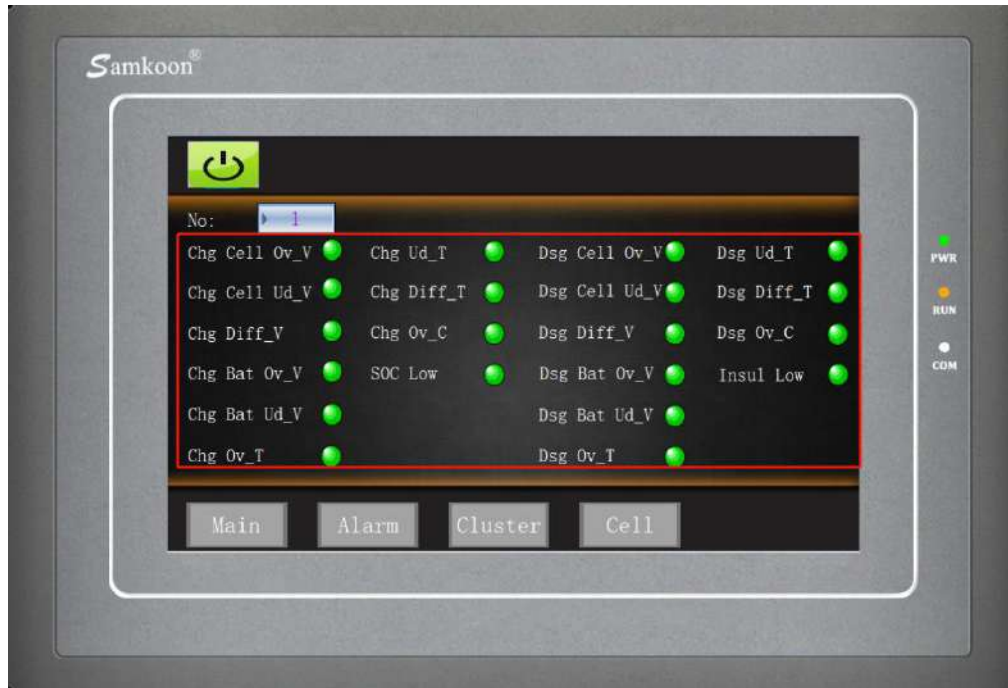 Samkoon®
No: 1
Chg Cell Ov_V Chg Ud_T Dsg Cell Ov_V Dsg Ud_T
Chg Cell Ud_V Chg Diff_T Dsg Cell Ud_V Dsg Diff_T
Chg Diff_V Chg Ov_C Dsg Diff_V Dsg Ov_C
Chg Bat Ov_V SOC Low Dsg Bat Ov_V Insul Low
Chg Bat Ud_V Dsg Bat Ud_V
Chg Ov_T Dsg Ov_T
Main Alarm Cluster Cell
PWR
RUN
COM